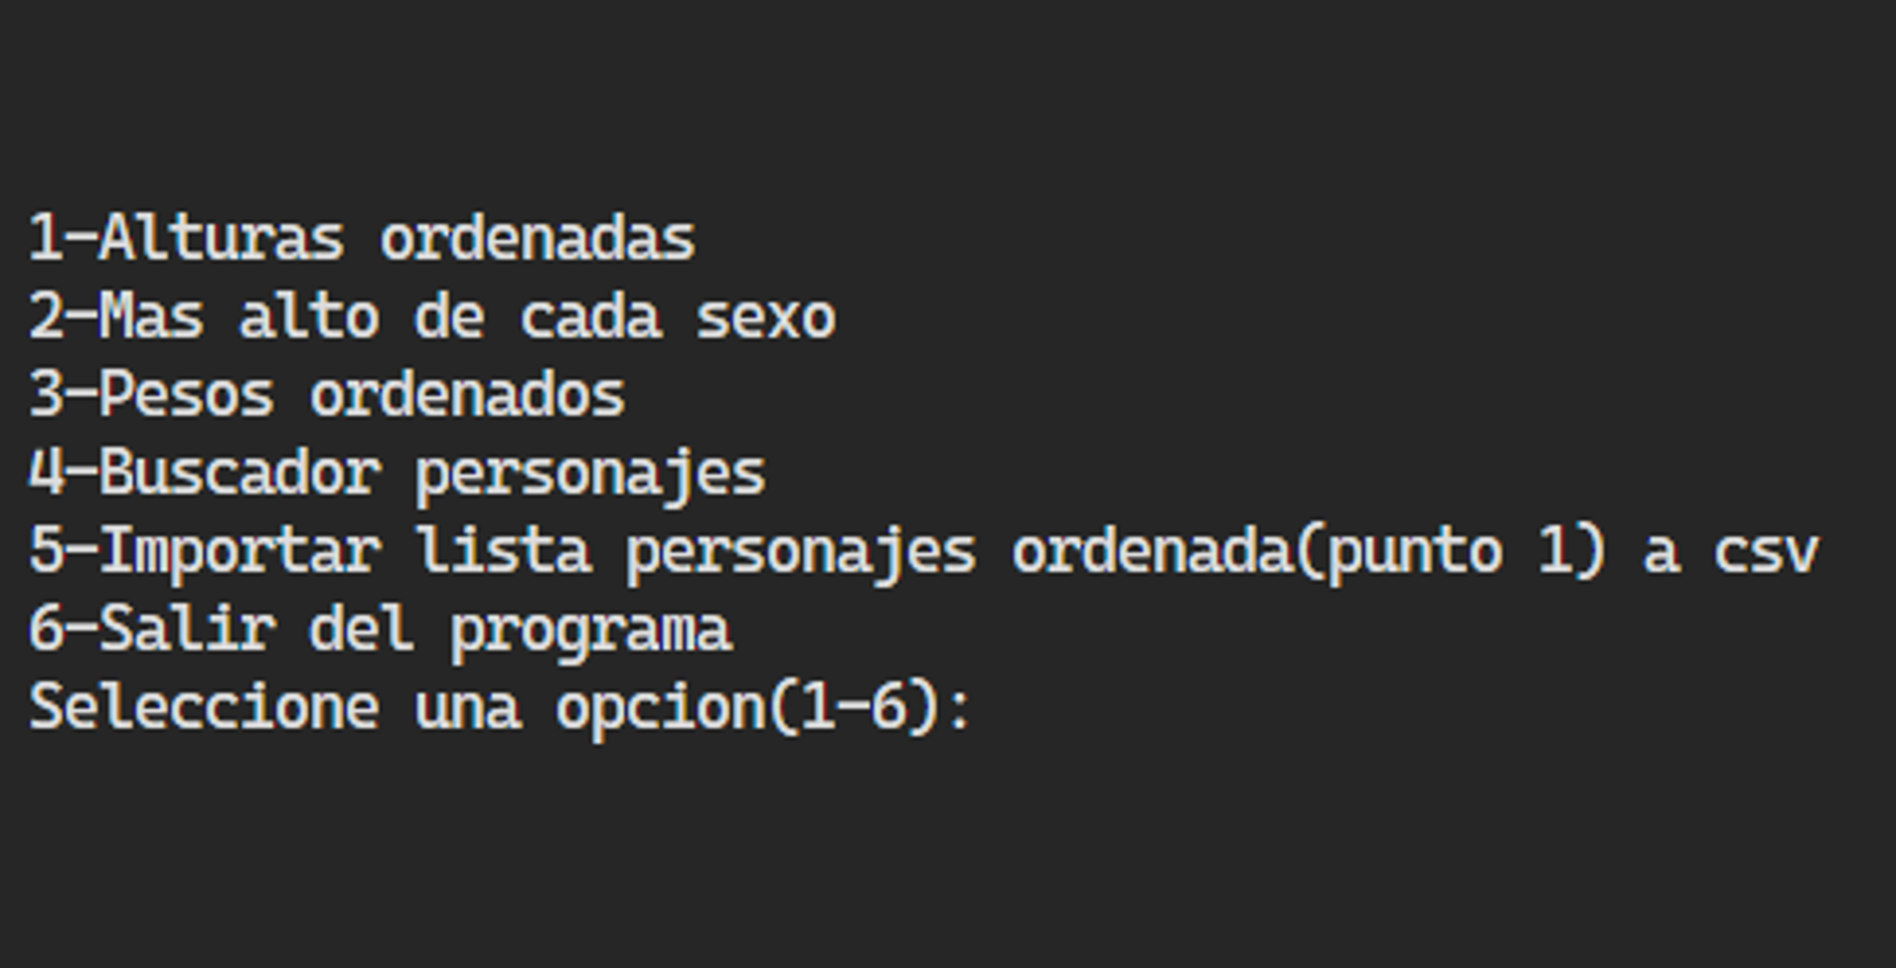 1-Alturas ordenadas
2-Mas alto de cada sexo
3-Pesos ordenados
4-Buscador personajes
5-Importar lista personajes ordenada(punto 1) a csv
6-Salir del programa
Seleccione una opcion(1-6):